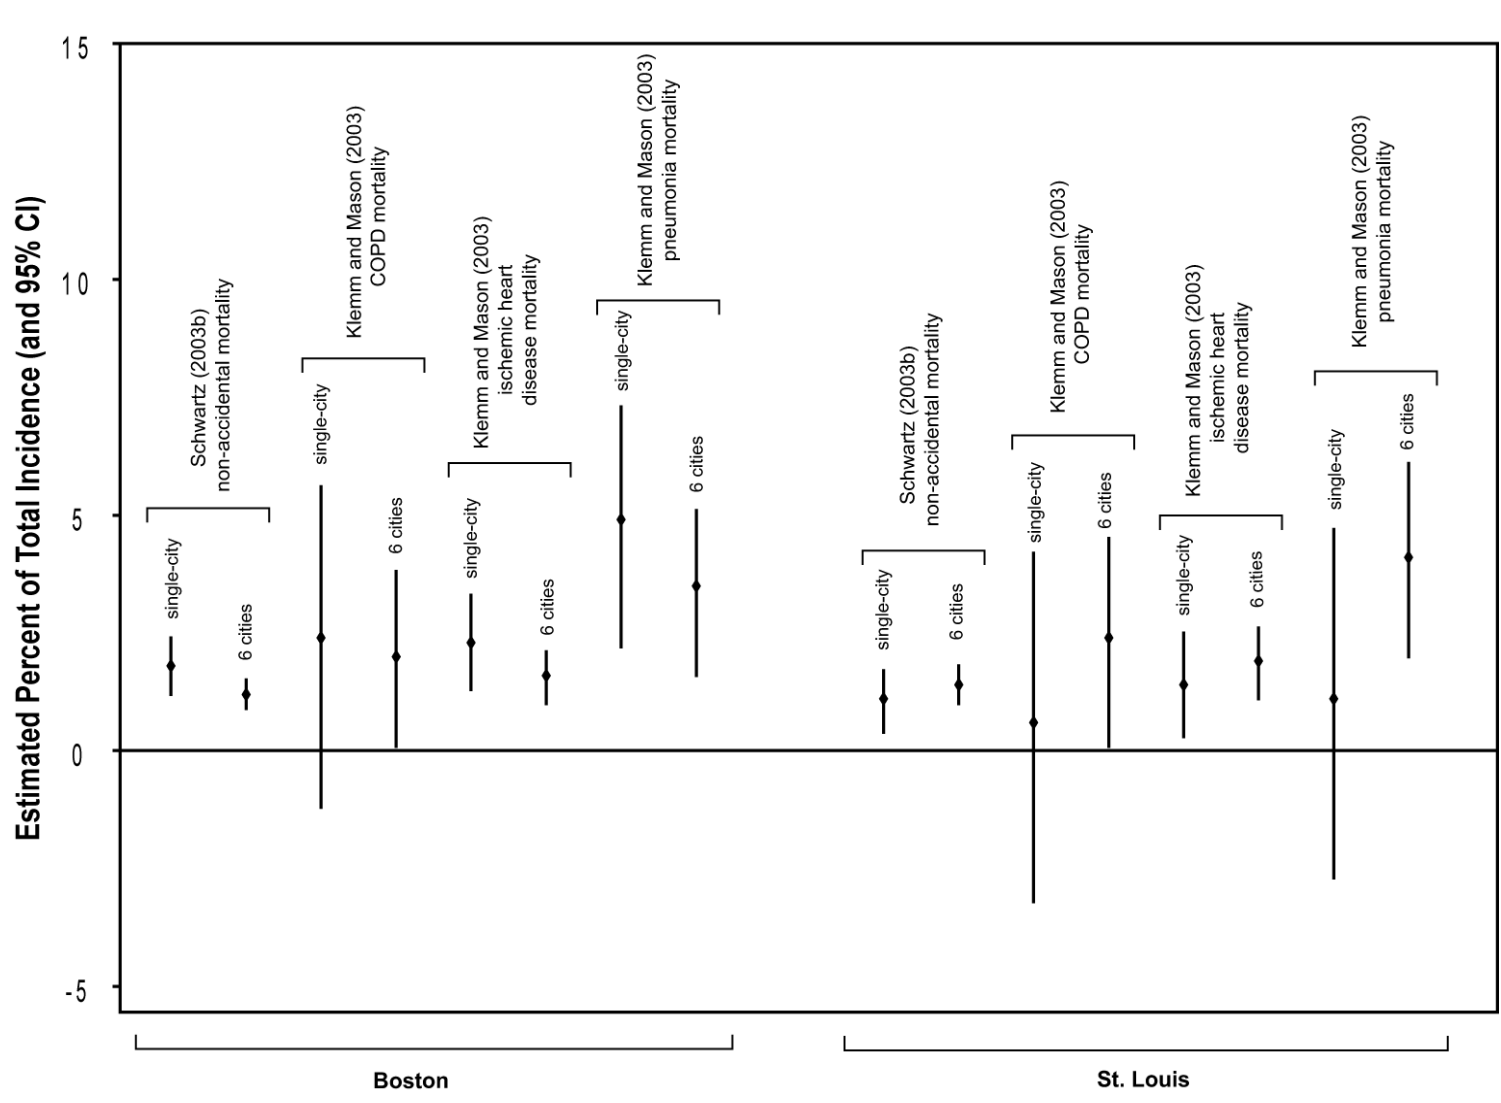 Estimated Percent of Total Incidence (and 95% CI)
15
10
5
0
-5
Schwartz (2003b)
non-accidental mortality
single-city
6 cities
Klemm and Mason (2003)
COPD mortality
single-city
6 cities
Klemm and Mason (2003)
ischemic heart
disease mortality
single-city
6 cities
Klemm and Mason (2003)
pneumonia mortality
single-city
6 cities
Schwartz (2003b)
non-accidental mortality
single-city
6 cities
Klemm and Mason (2003)
COPD mortality
single-city
6 cities
Klemm and Mason (2003)
ischemic heart
disease mortality
single-city
6 cities
Klemm and Mason (2003)
pneumonia mortality
single-city
6 cities
Boston
St. Louis